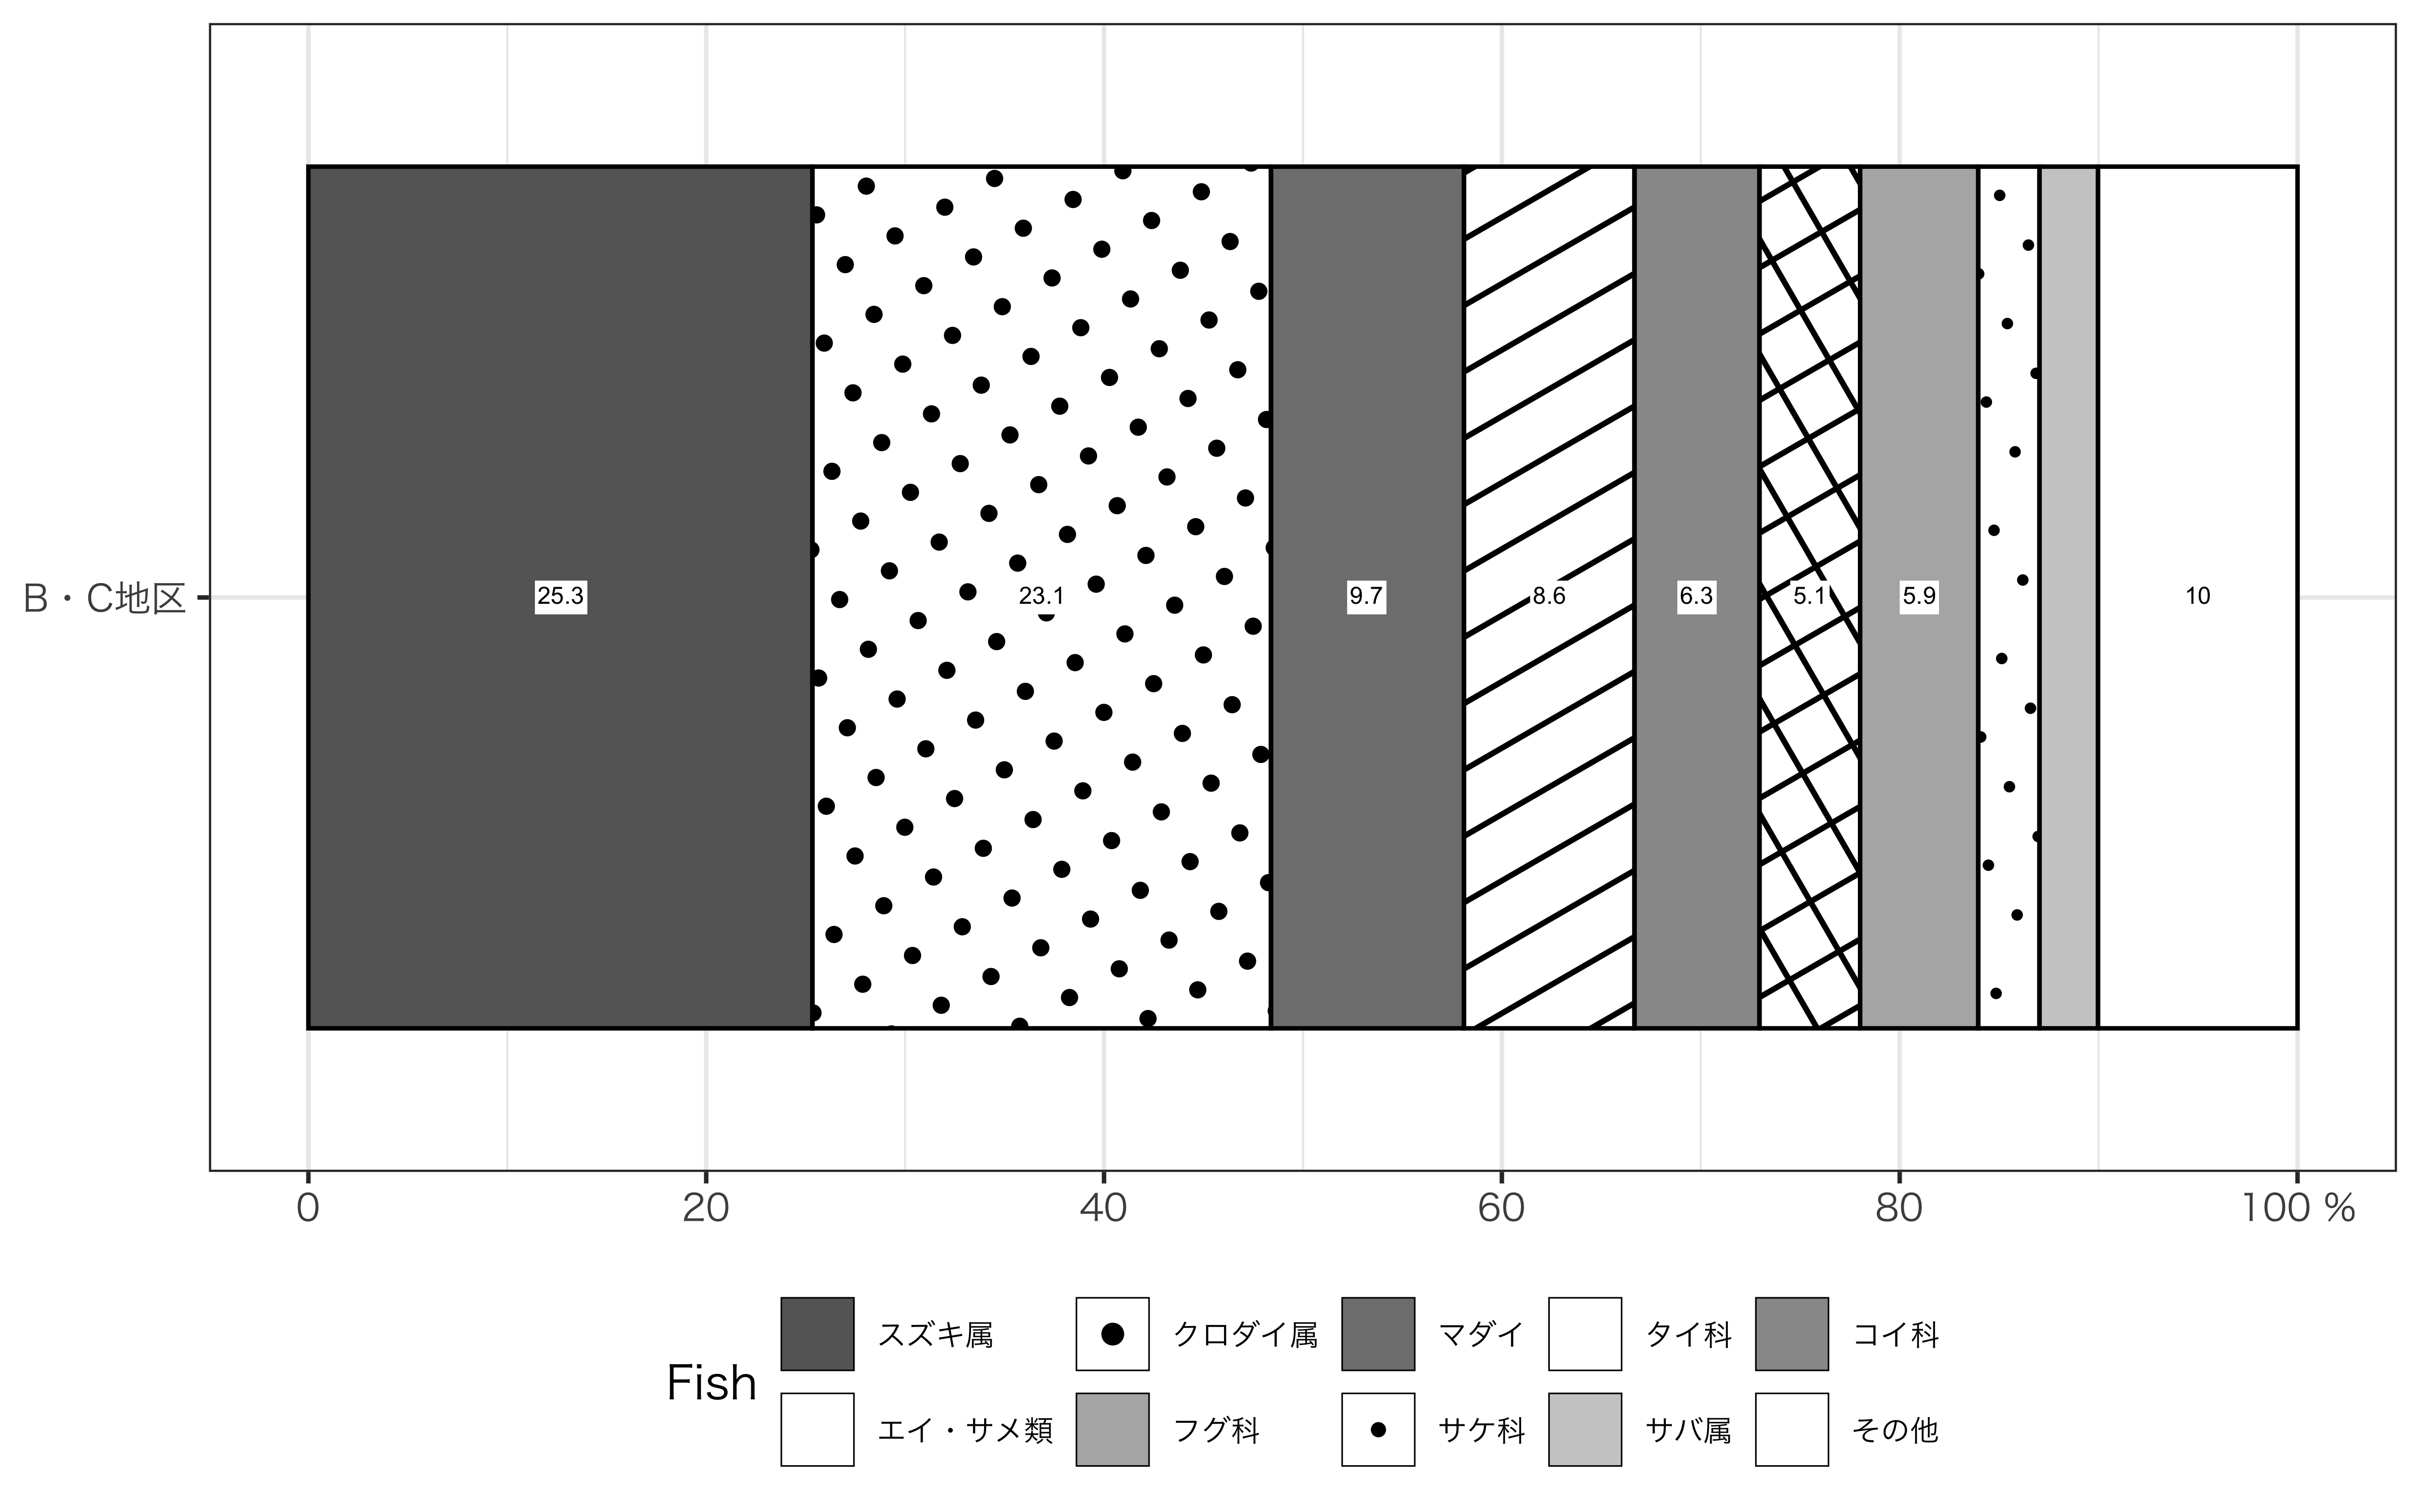 25.3 23.1 9.7 8.6 6.3 5.1 5.9 10
B・C地区
0 20 40 60 80 100 %
Fish
スズキ属 クロダイ属 マダイ タイ科 コイ科
エイ・サメ類 フグ科 サケ科 サバ属 その他